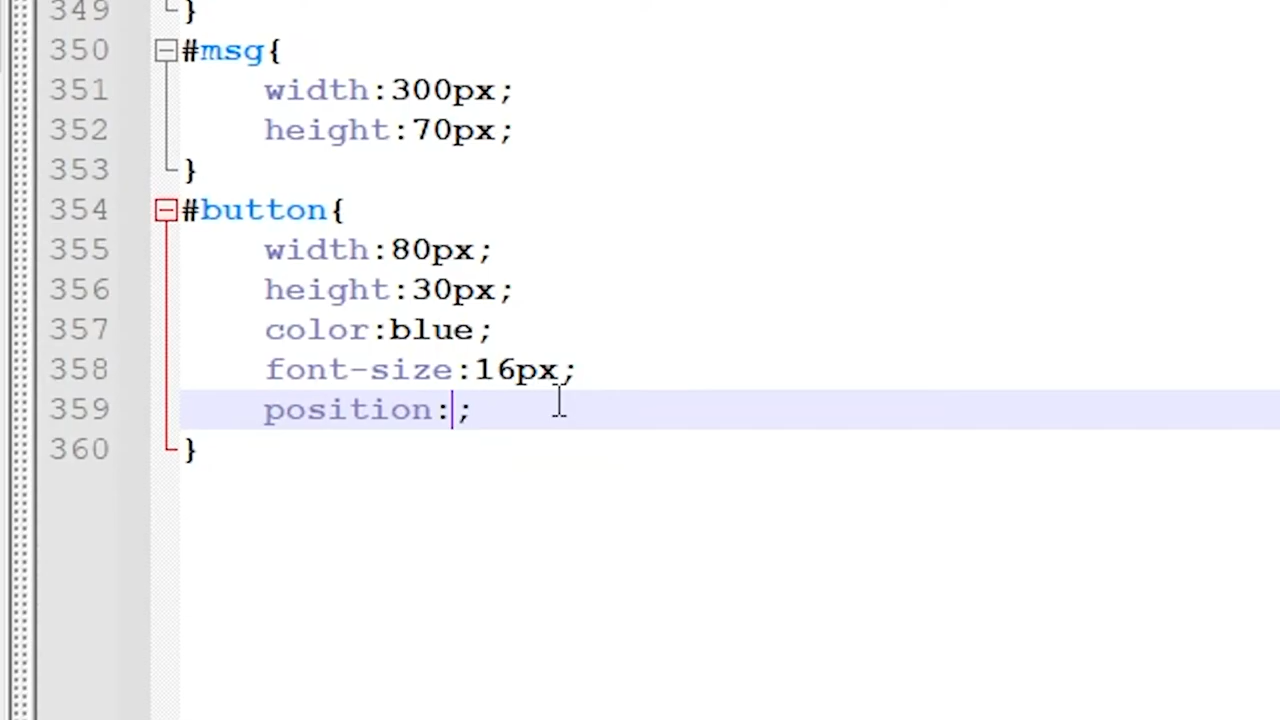 349 }
350 #msg{
351 width:300px;
352 height:70px;
353 }
354 #button{
355 width:80px;
356 height:30px;
357 color:blue;
358 font-size:16px;
359 position:;
360 }